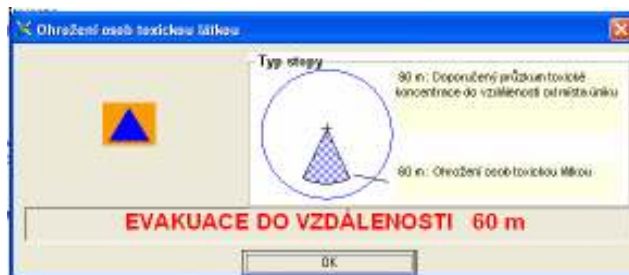 Ohrožení osob toxickou látkou
Typ stopy
90 m : Doporučený průzkum toxické
koncentrace do vzdálenosti od místa úniku
60 m : Ohrožení osob toxickou látkou
EVAKUACE DO VZDÁLENOSTI 60 m
OK